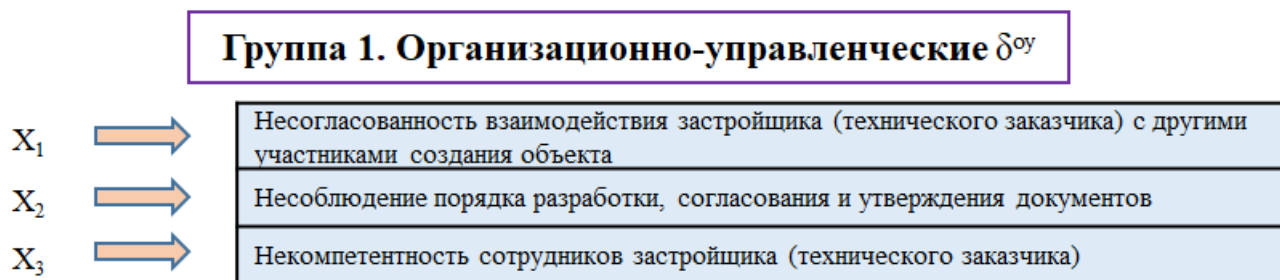 Группа 1. Организационно-управленческие δᵒʸ
X₁
Несогласованность взаимодействия застройщика (технического заказчика) с другими
участниками создания объекта
X₂
Несоблюдение порядка разработки, согласования и утверждения документов
X₃
Некомпетентность сотрудников застройщика (технического заказчика)